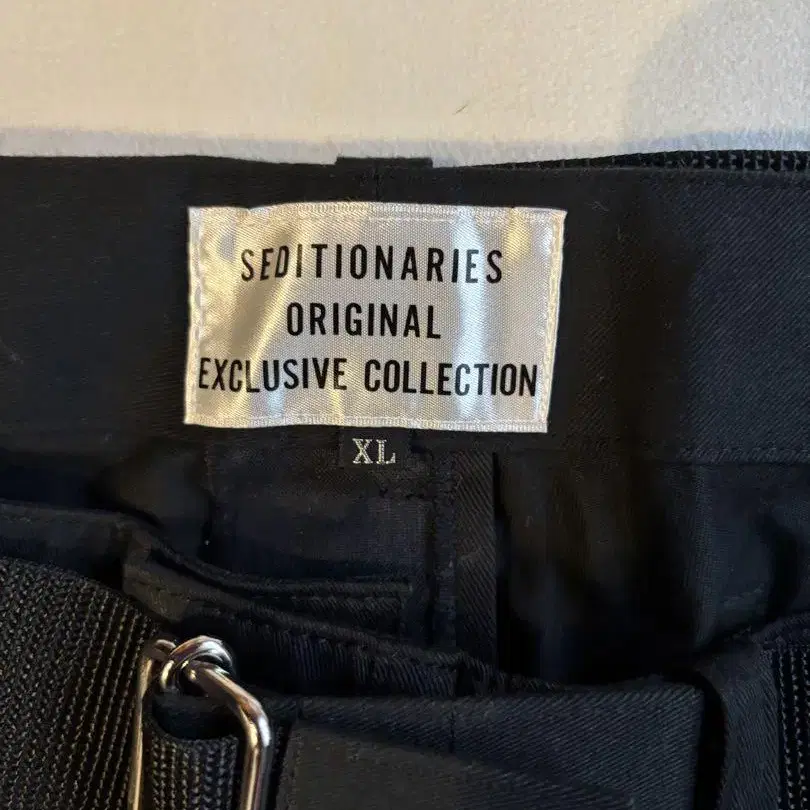 SEDITIONARIES
ORIGINAL
EXCLUSIVE COLLECTION
XL